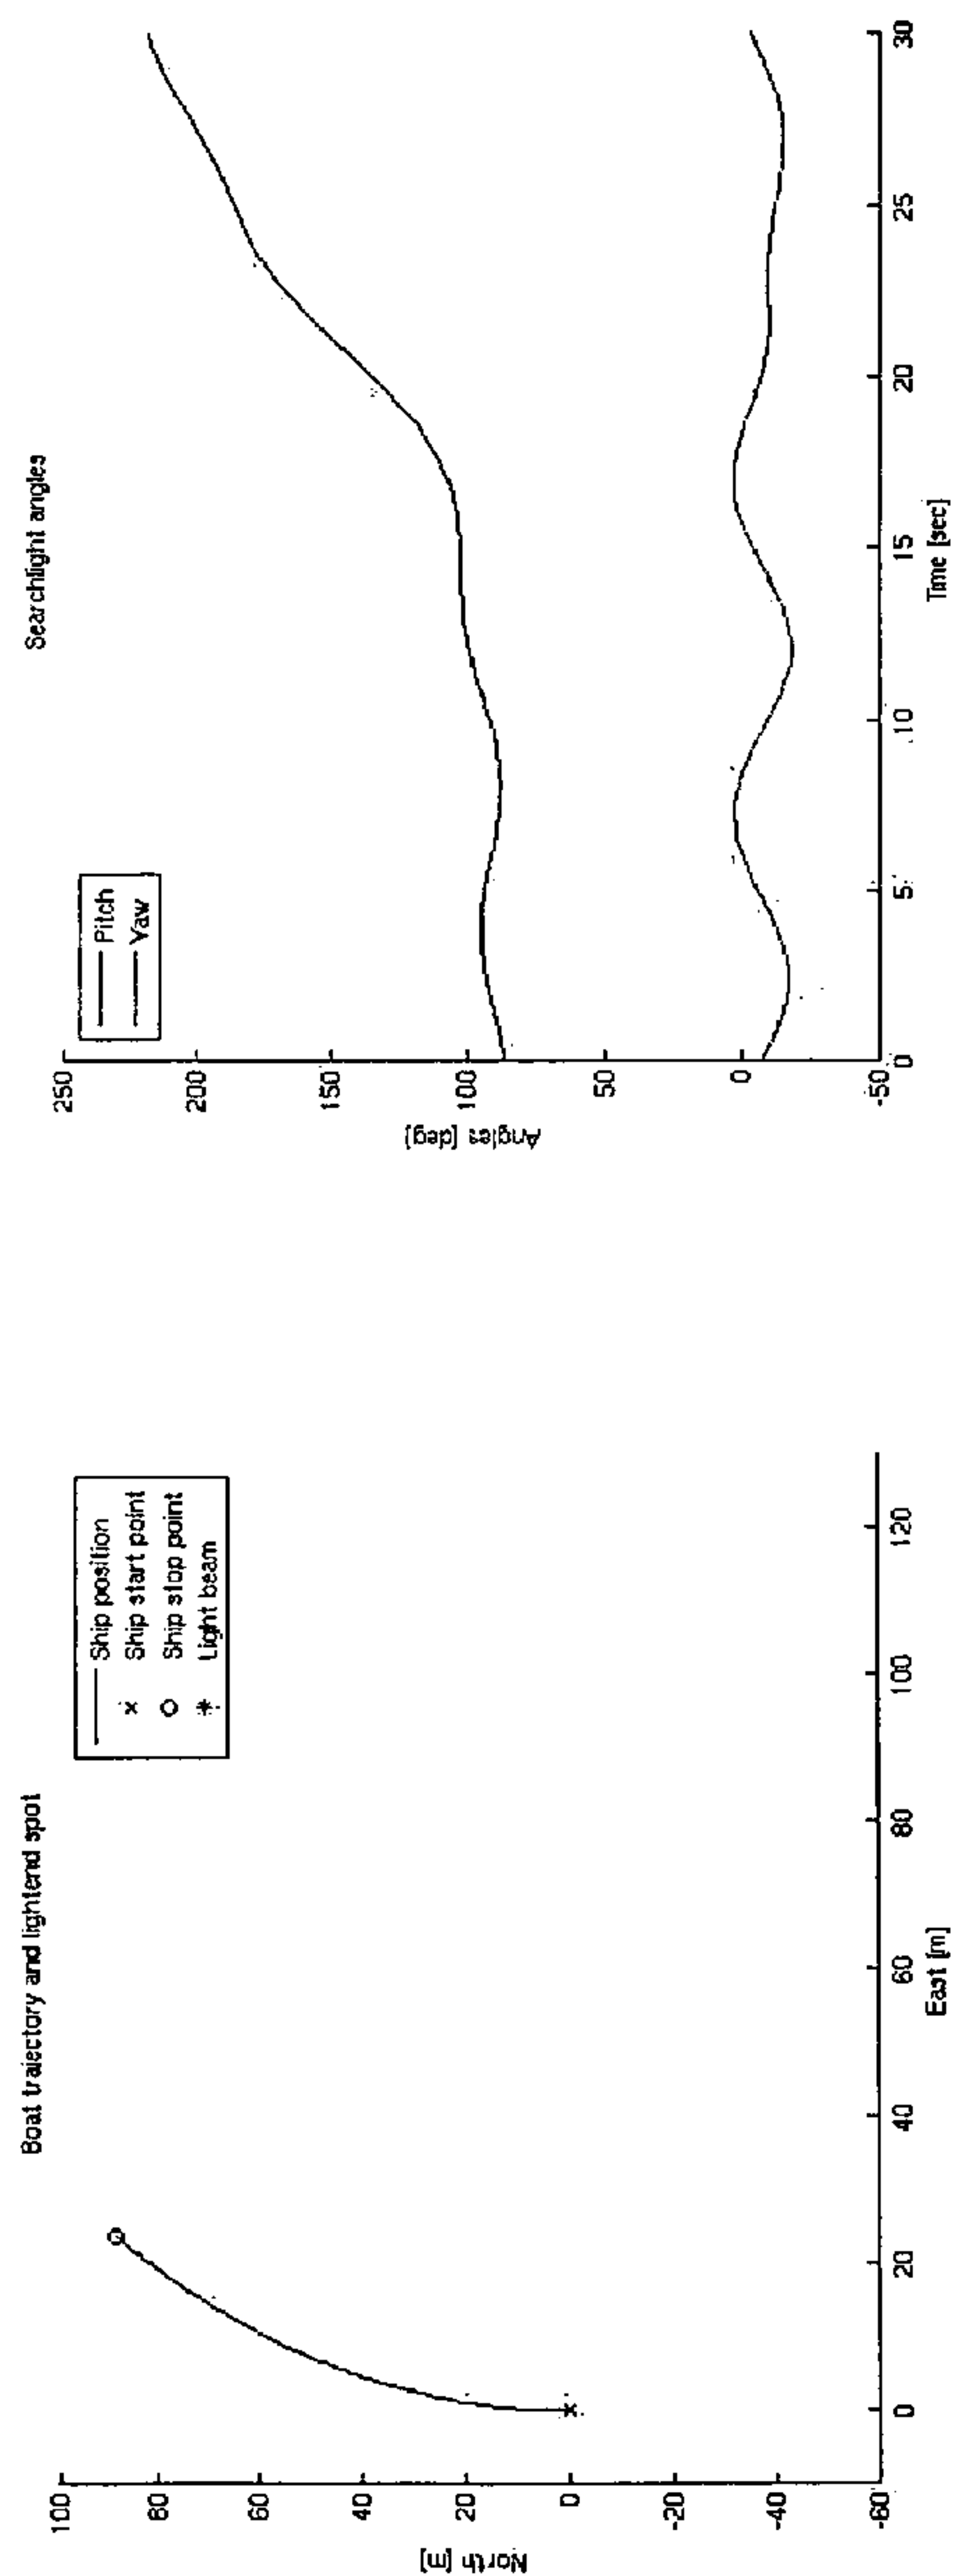 Boat trajectory and lightend spot
Ship position
Ship start point
Ship stop point
Light beam
100
80
60
40
20
0
-20
-40
-60
North [m]
0
20
40
60
80
100
120
East [m]
Searchlight angles
Pitch
Yaw
250
200
150
100
50
0
-50
Angles [deg]
0
5
10
15
20
25
30
Time [sec]